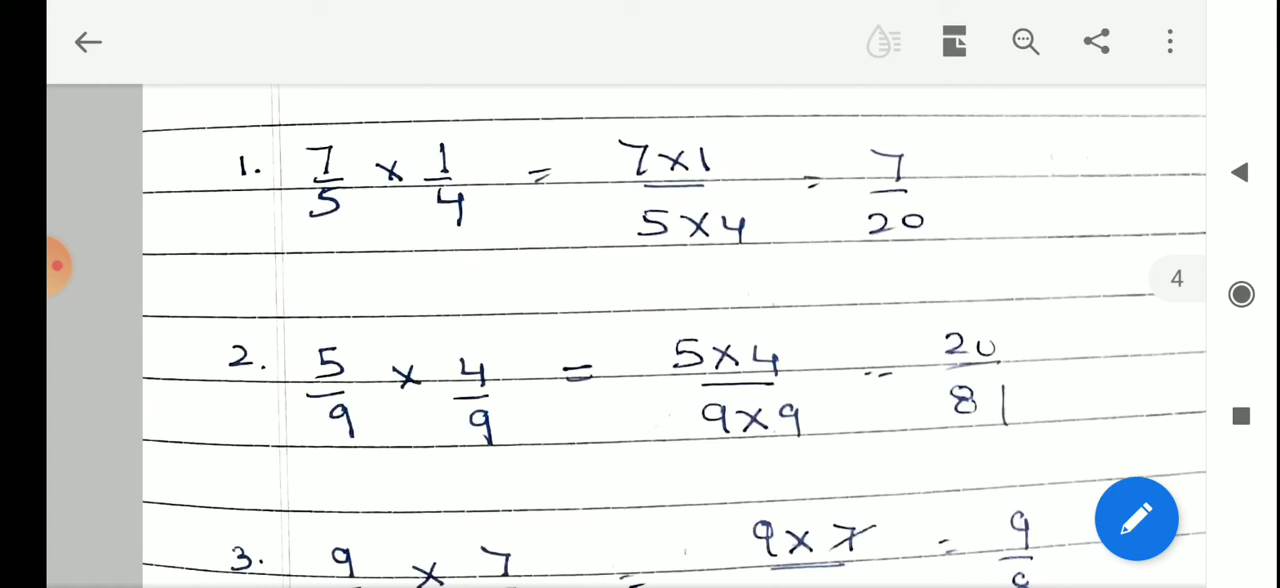 1. 7/5 × 1/4 = 7×1/5×4 = 7/20
4
2. 5/9 × 4/9 = 5×4/9×9 = 20/81
3. 9 × 7 = 9×7 = 9